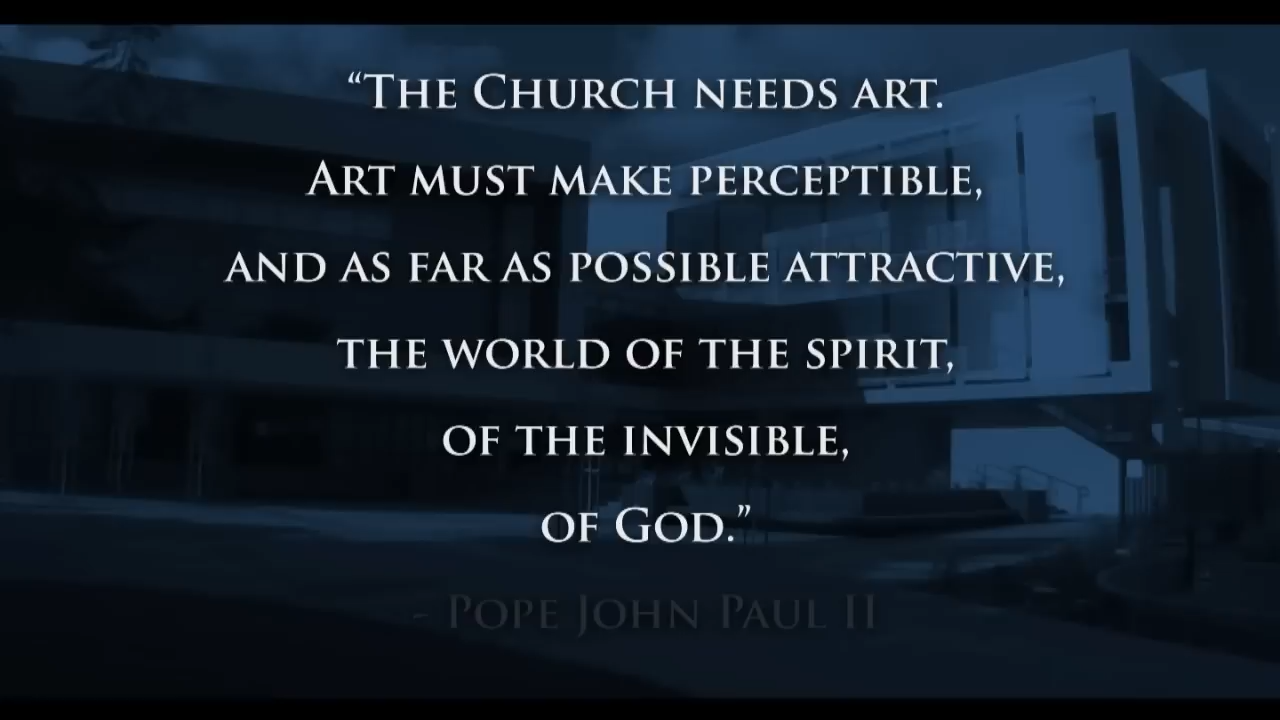 “The Church needs art.
Art must make perceptible,
and as far as possible attractive,
the world of the spirit,
of the invisible,
of God.”
- Pope John Paul II